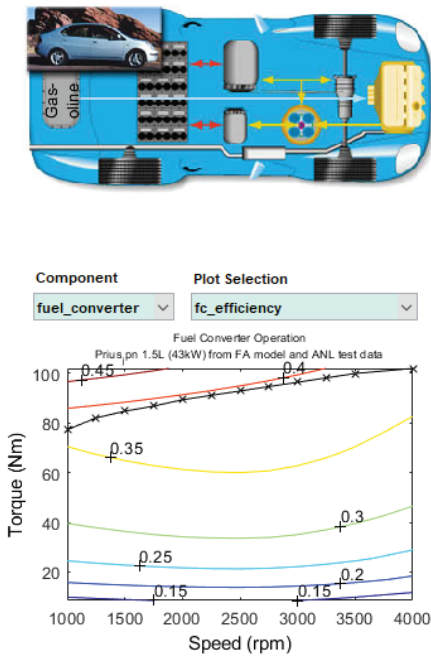 Gas-
oline
Component
Plot Selection
fuel_converter
fc_efficiency
Fuel Converter Operation
Prius,pn 1.5L (43kW) from FA model and ANL test data
Torque (Nm)
100
80
60
40
20
0.45
0.4
0.35
0.3
0.25
0.2
0.15
0.15
1000
1500
2000
2500
3000
3500
4000
Speed (rpm)